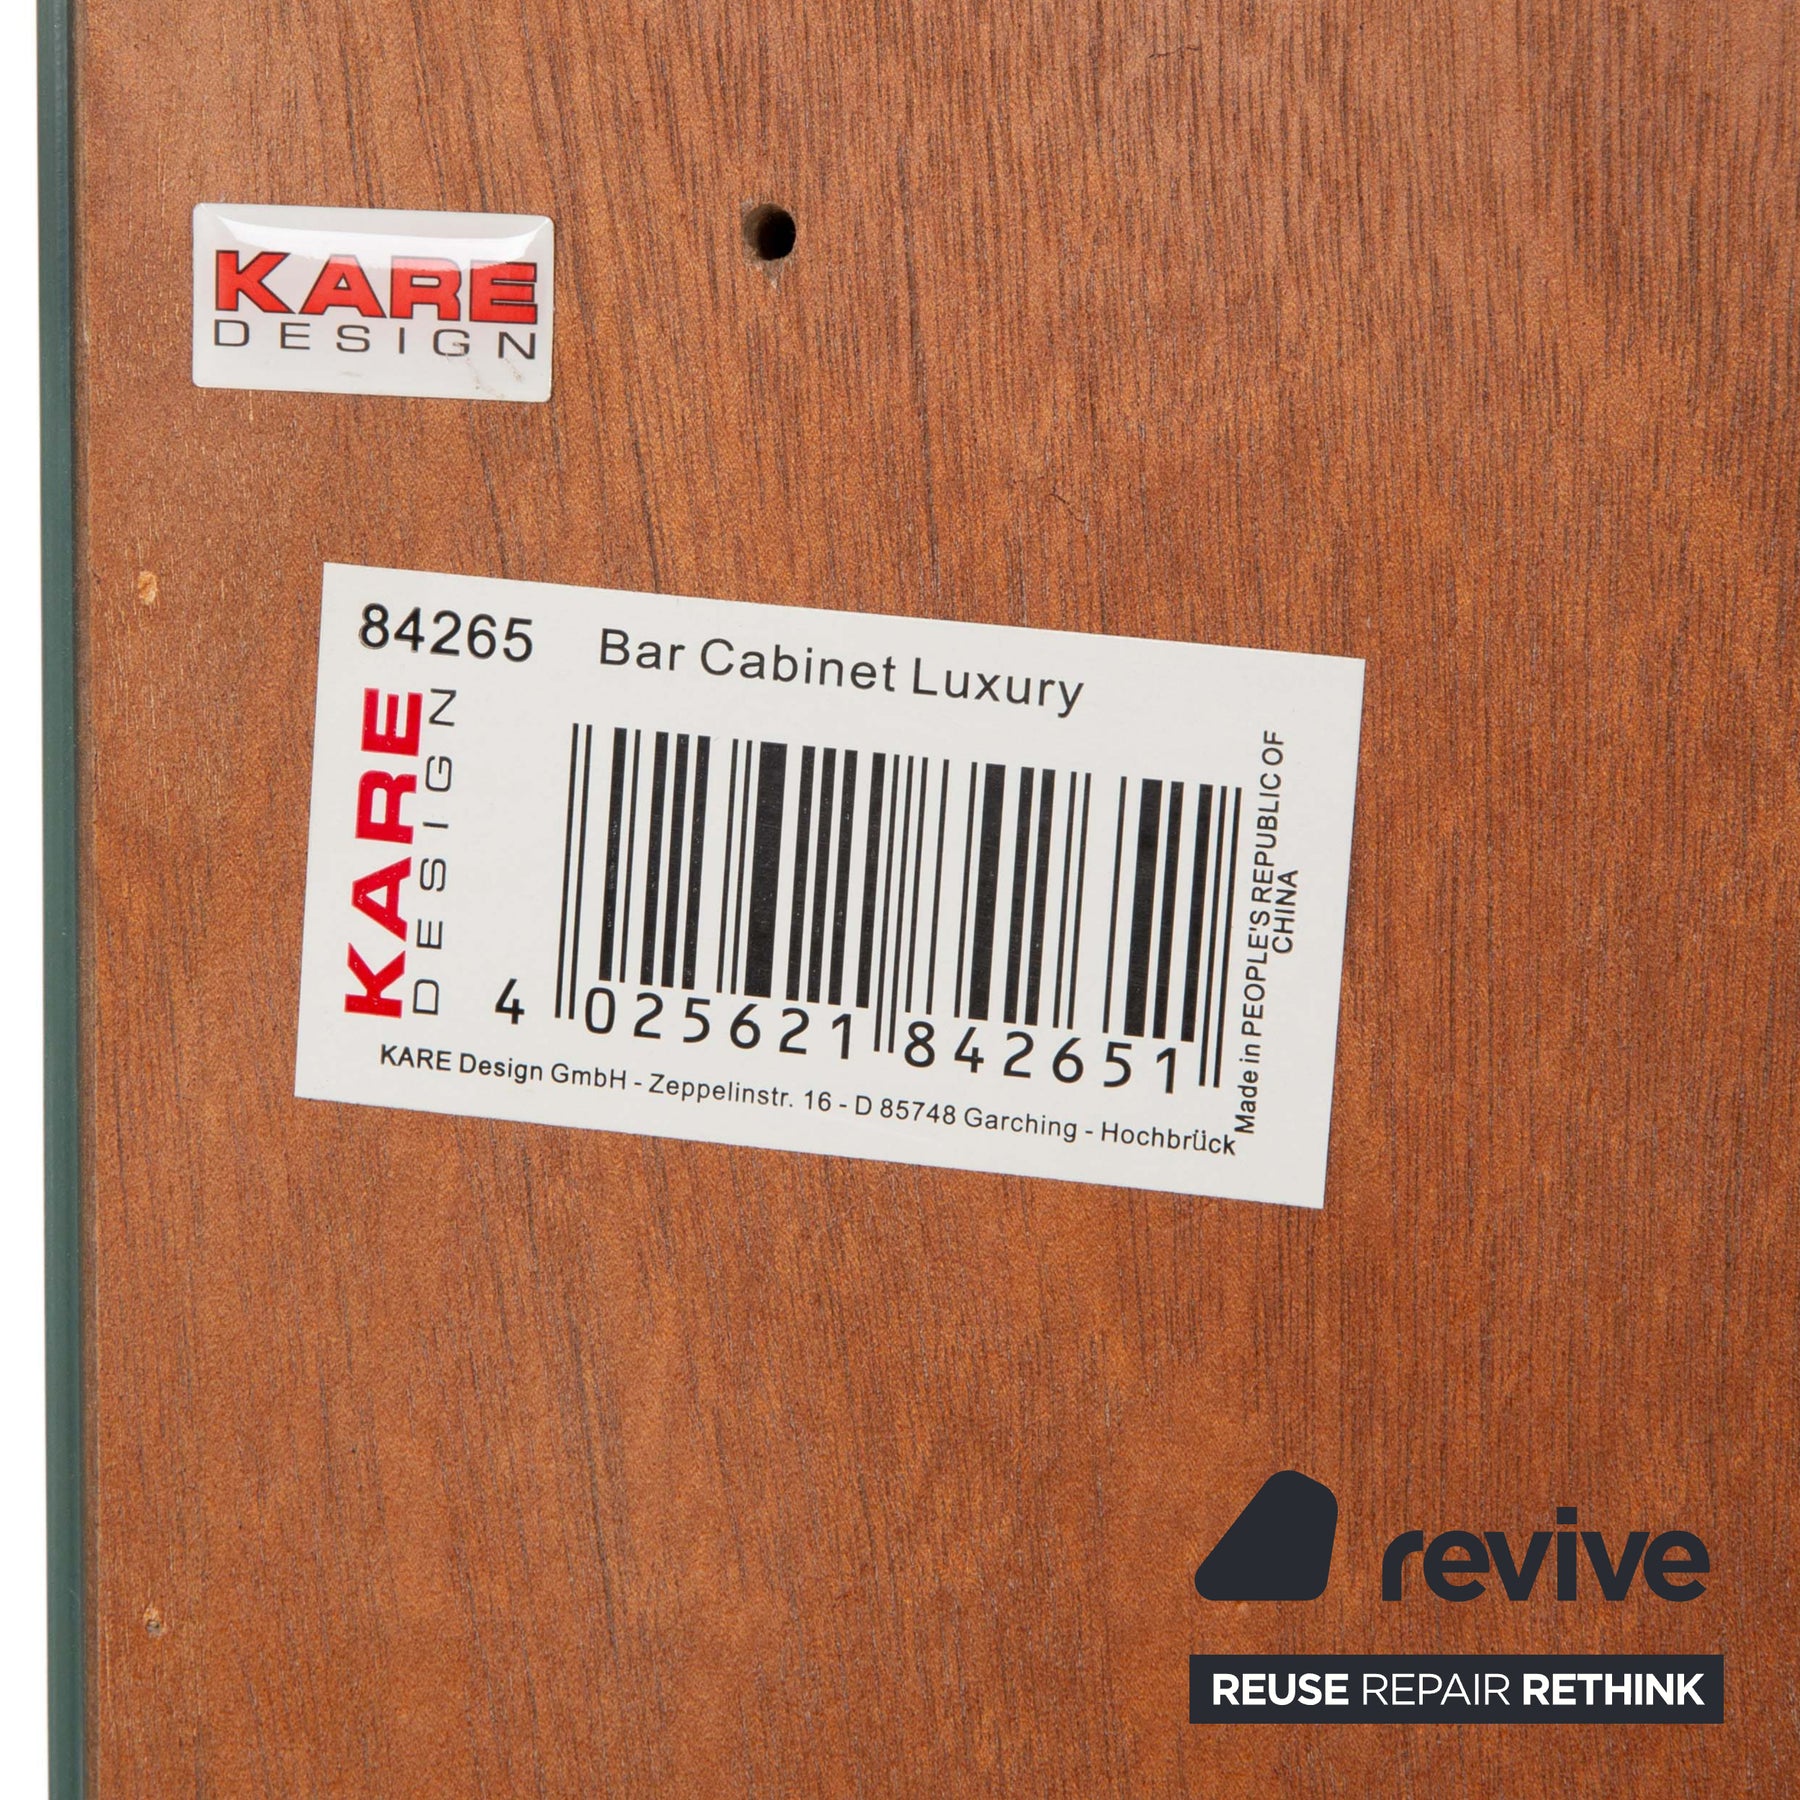 KARE
DESIGN
84265 Bar Cabinet Luxury
KARE
DESIGN
4 025621 842651
Made in PEOPLE'S REPUBLIC OF
CHINA
KARE Design GmbH - Zeppelinstr. 16 - D 85748 Garching - Hochbrück
revive
REUSE REPAIR RETHINK